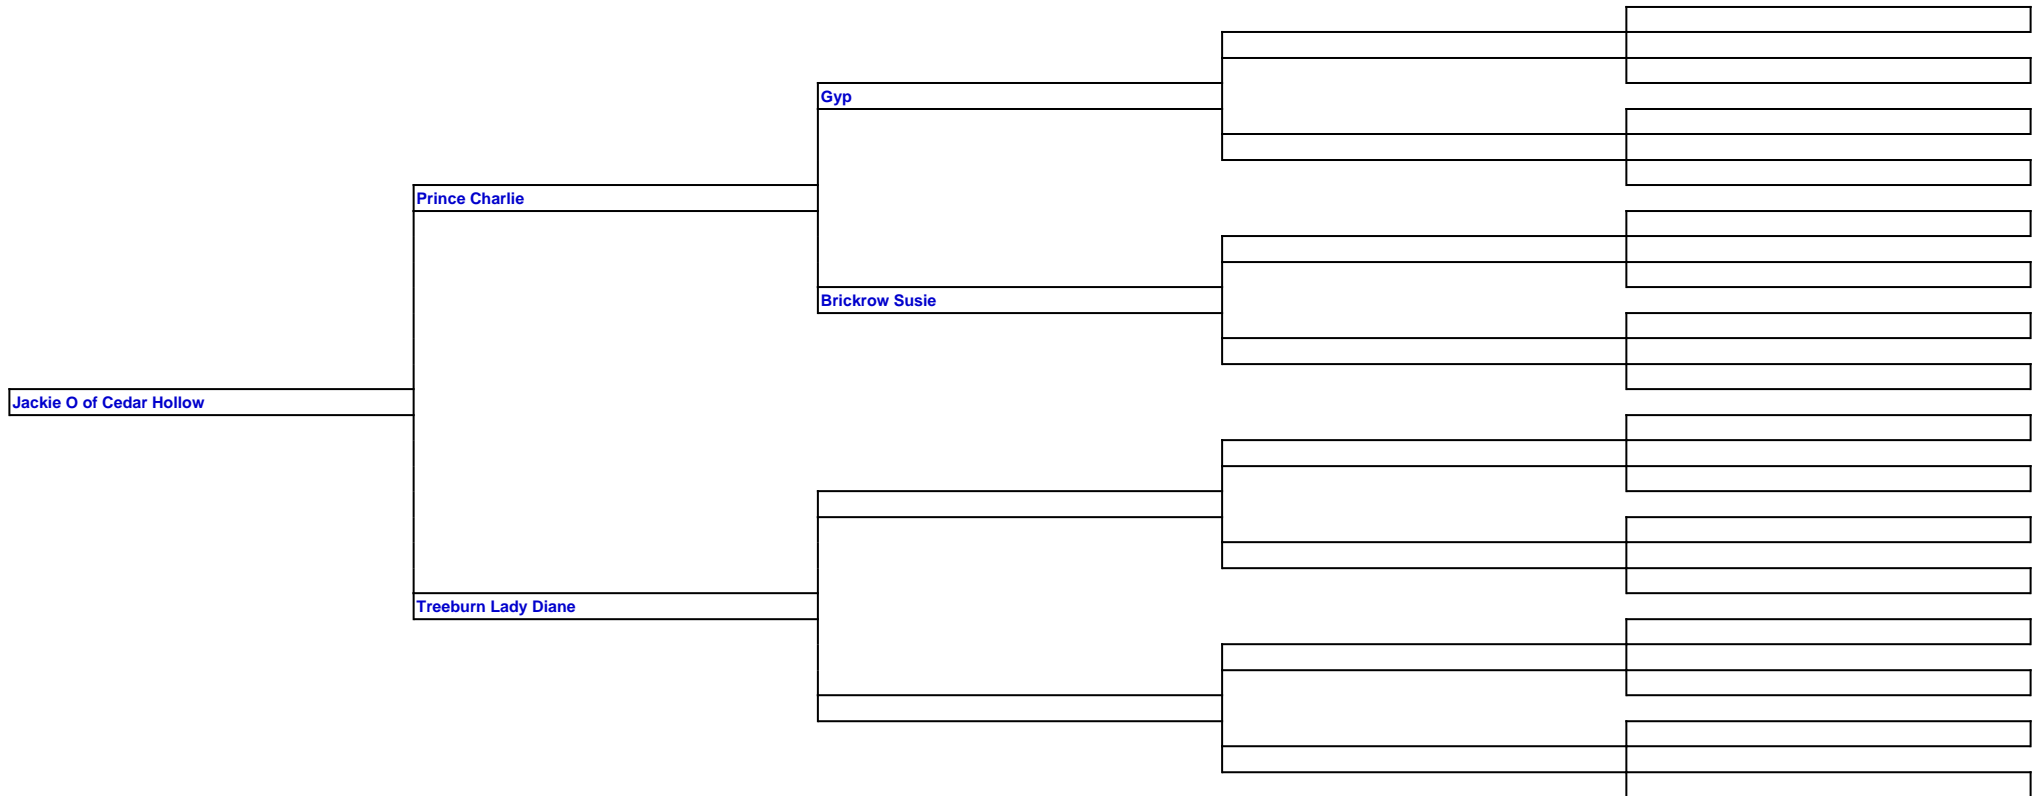 Gyp
Prince Charlie
Brickrow Susie
Jackie O of Cedar Hollow
Treeburn Lady Diane